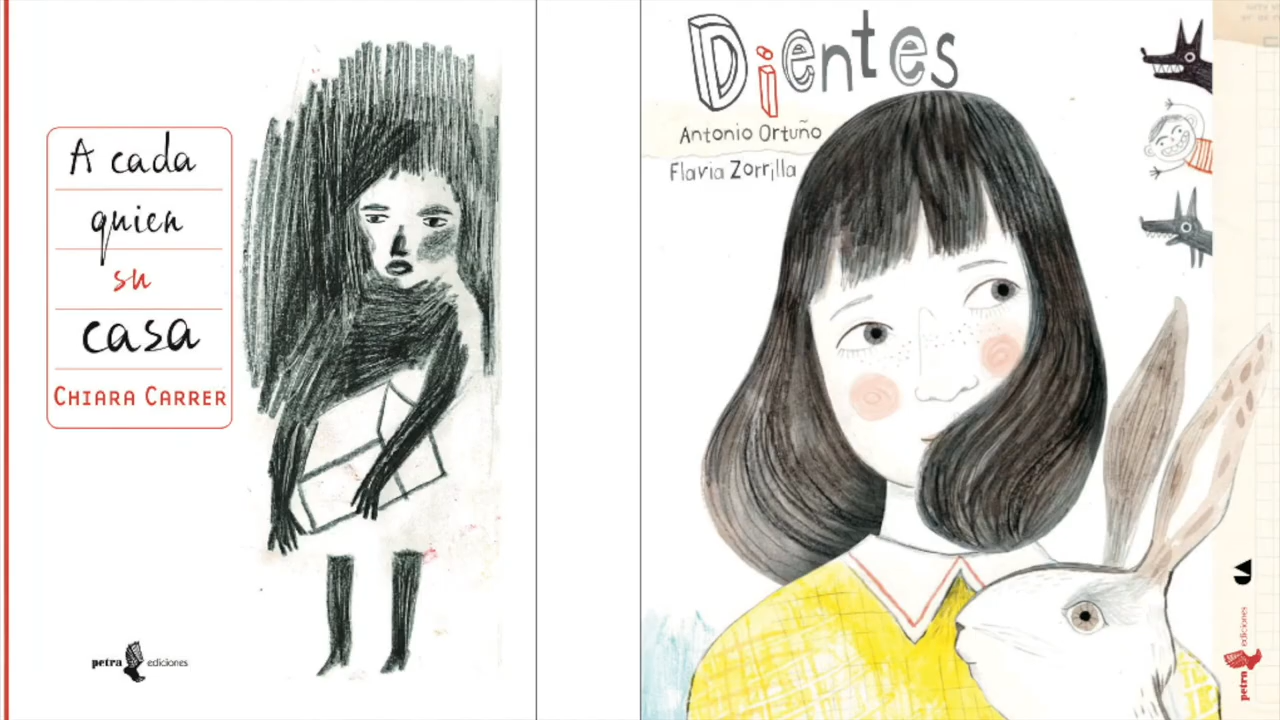 A cada
quien
su
casa
CHIARA CARRER
petra ediciones
Dientes
Antonio Ortuño
Flavia Zorrilla
petra ediciones